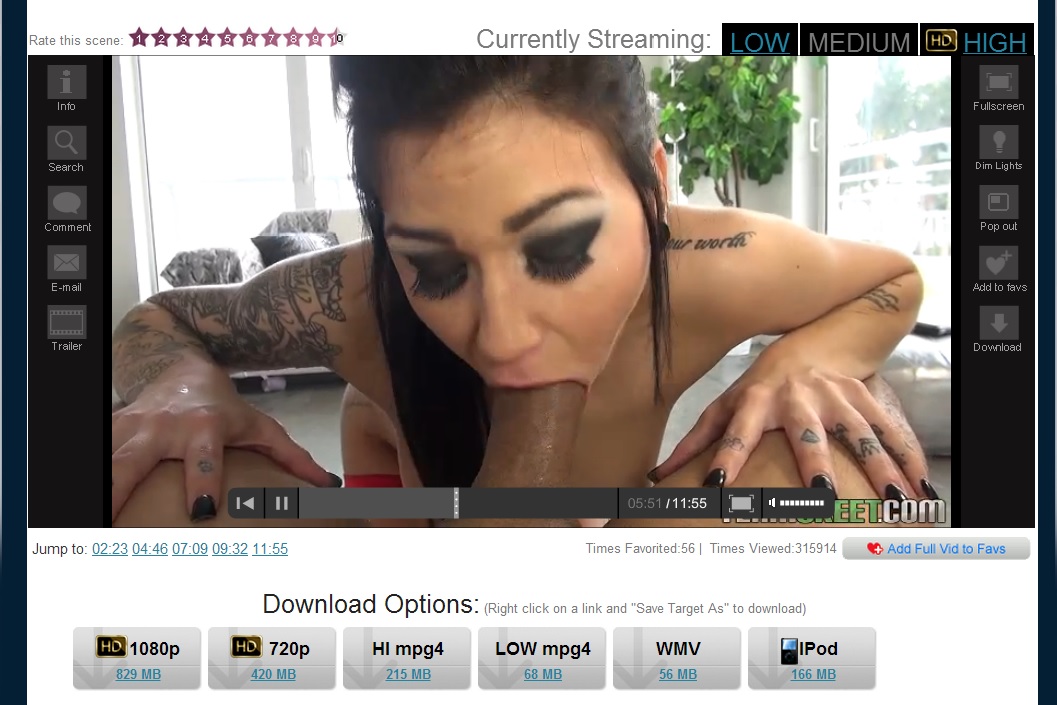 Rate this scene: 1 2 3 4 5 6 7 8 9 10
Currently Streaming: LOW MEDIUM HD HIGH
Info
Search
Comment
E-mail
Trailer
Fullscreen
Dim Lights
Pop out
Add to favs
Download
worth
05:51 / 11:55
Jump to: 02:23 04:46 07:09 09:32 11:55
Times Favorited:56 | Times Viewed:315914
Add Full Vid to Favs
Download Options: (Right click on a link and "Save Target As" to download)
HD 1080p
829 MB
HD 720p
420 MB
HI mpg4
215 MB
LOW mpg4
68 MB
WMV
56 MB
IPod
166 MB